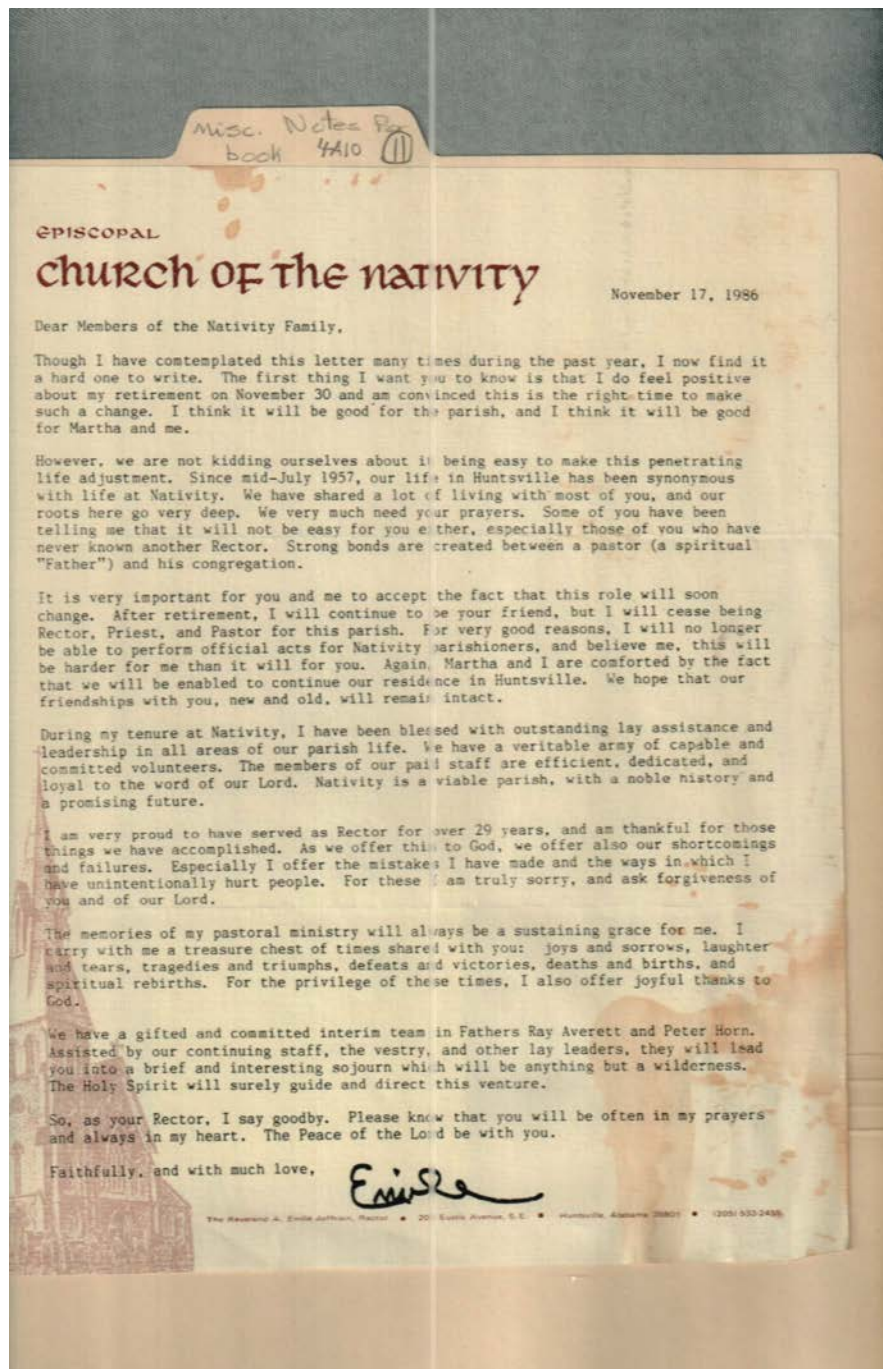 Misc. Notes
book 4A10 11
EPISCOPAL
church of the nativity
November 17, 1986
Dear Members of the Nativity Family,
Though I have comtemplated this letter many times during the past year, I now find it
a hard one to write. The first thing I want you to know is that I do feel positive
about my retirement on November 30 and am convinced this is the right time to make
such a change. I think it will be good for the parish, and I think it will be good
for Martha and me.
However, we are not kidding ourselves about it being easy to make this penetrating
life adjustment. Since mid-July 1957, our life in Huntsville has been synonymous
with life at Nativity. We have shared a lot of living with most of you, and our
roots here go very deep. We very much need your prayers. Some of you have been
telling me that it will not be easy for you either, especially those of you who have
never known another Rector. Strong bonds are created between a pastor (a spiritual
"Father") and his congregation.
It is very important for you and me to accept the fact that this role will soon
change. After retirement, I will continue to be your friend, but I will cease being
Rector, Priest, and Pastor for this parish. For very good reasons, I will no longer
be able to perform official acts for Nativity parishioners, and believe me, this will
be harder for me than it will for you. Again, Martha and I are comforted by the fact
that we will be enabled to continue our residence in Huntsville. We hope that our
friendships with you, new and old, will remain intact.
During my tenure at Nativity, I have been blessed with outstanding lay assistance and
leadership in all areas of our parish life. We have a veritable army of capable and
committed volunteers. The members of our paid staff are efficient, dedicated, and
loyal to the word of our Lord. Nativity is a viable parish, with a noble history and
a promising future.
I am very proud to have served as Rector for over 29 years, and am thankful for those
things we have accomplished. As we offer this to God, we offer also our shortcomings
and failures. Especially I offer the mistakes I have made and the ways in which I
have unintentionally hurt people. For these I am truly sorry, and ask forgiveness of
you and of our Lord.
The memories of my pastoral ministry will always be a sustaining grace for me. I
carry with me a treasure chest of times shared with you: joys and sorrows, laughter
and tears, tragedies and triumphs, defeats and victories, deaths and births, and
spiritual rebirths. For the privilege of these times, I also offer joyful thanks to
God.
We have a gifted and committed interim team in Fathers Ray Averett and Peter Horn.
Assisted by our continuing staff, the vestry, and other lay leaders, they will lead
you into a brief and interesting sojourn which will be anything but a wilderness.
The Holy Spirit will surely guide and direct this venture.
So, as your Rector, I say goodby. Please know that you will be often in my prayers
and always in my heart. The Peace of the Lord be with you.
Faithfully, and with much love,
Emile
The Reverend A. Emile Joffrion, Rector • Eustis Avenue, S.E. • Huntsville, Alabama 35801 • (205) 533-2455